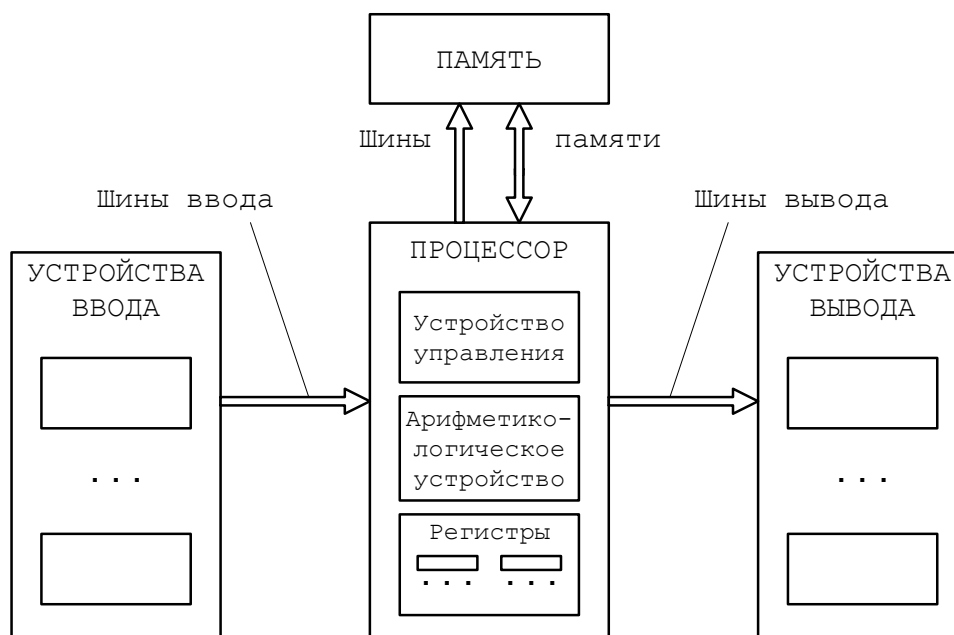 ПАМЯТЬ
Шины памяти
Шины ввода
Шины вывода
УСТРОЙСТВА
ВВОДА
. . .
ПРОЦЕССОР
Устройство
управления
Арифметико-
логическое
устройство
Регистры
. . . . . .
УСТРОЙСТВА
ВЫВОДА
. . .